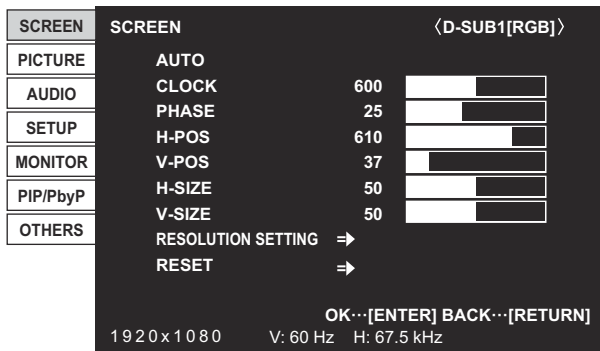 SCREEN
PICTURE
AUDIO
SETUP
MONITOR
PIP/PbyP
OTHERS
SCREEN 〈D-SUB1[RGB]〉
AUTO
CLOCK 600
PHASE 25
H-POS 610
V-POS 37
H-SIZE 50
V-SIZE 50
RESOLUTION SETTING
RESET
OK···[ENTER] BACK···[RETURN]
1920x1080 V: 60 Hz H: 67.5 kHz